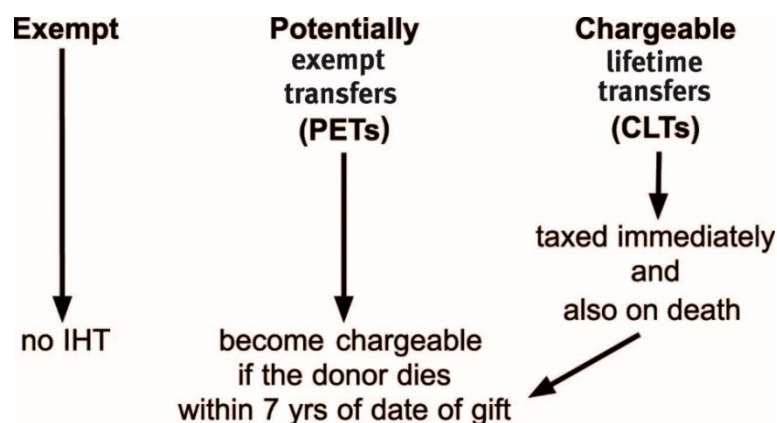 Exempt
no IHT
Potentially
exempt
transfers
(PETs)
become chargeable
if the donor dies
within 7 yrs of date of gift
Chargeable
lifetime
transfers
(CLTs)
taxed immediately
and
also on death